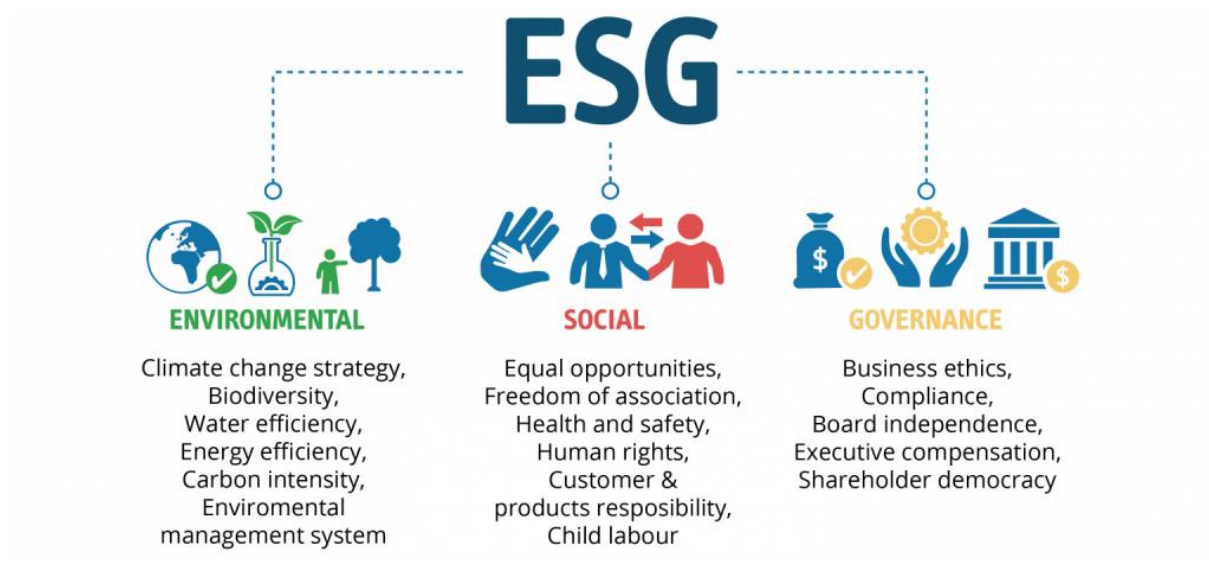 ESG
ENVIRONMENTAL
Climate change strategy,
Biodiversity,
Water efficiency,
Energy efficiency,
Carbon intensity,
Enviromental
management system
SOCIAL
Equal opportunities,
Freedom of association,
Health and safety,
Human rights,
Customer &
products resposibility,
Child labour
$
$
GOVERNANCE
Business ethics,
Compliance,
Board independence,
Executive compensation,
Shareholder democracy